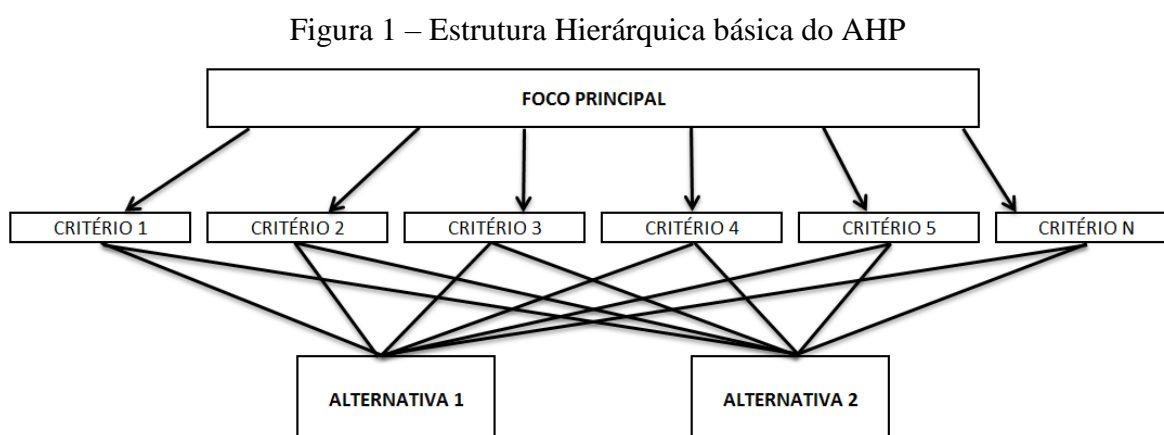 Figura 1 – Estrutura Hierárquica básica do AHP
FOCO PRINCIPAL
CRITÉRIO 1
CRITÉRIO 2
CRITÉRIO 3
CRITÉRIO 4
CRITÉRIO 5
CRITÉRIO N
ALTERNATIVA 1
ALTERNATIVA 2